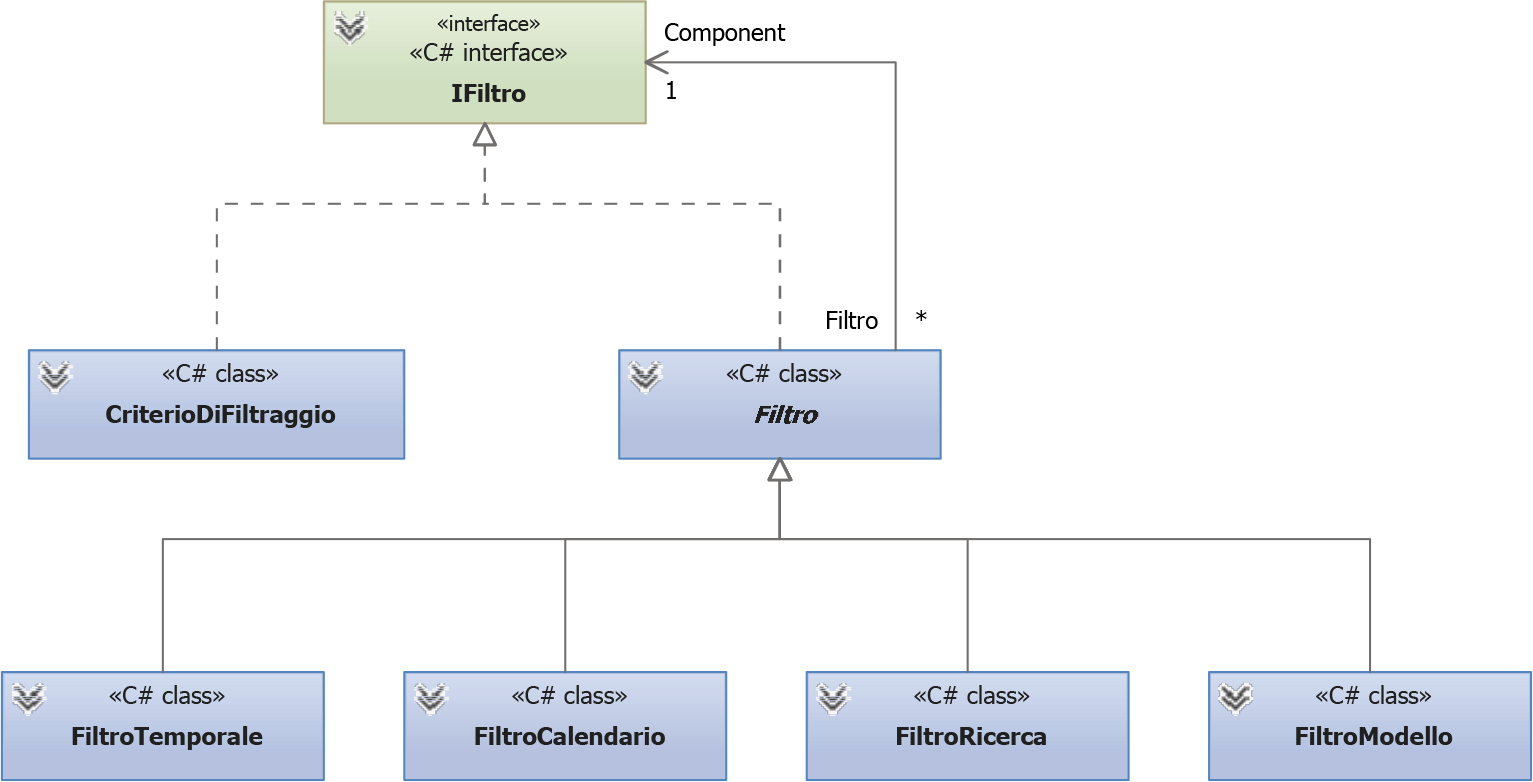 «interface»
«C# interface»
IFiltro
Component
1
Filtro *
«C# class»
CriterioDiFiltraggio
«C# class»
Filtro
«C# class»
FiltroTemporale
«C# class»
FiltroCalendario
«C# class»
FiltroRicerca
«C# class»
FiltroModello